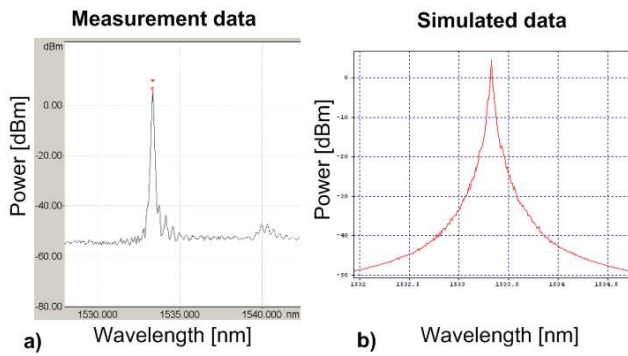 Measurement data
dBm
0.00
-20.00
-40.00
-60.00
-80.00
Power [dBm]
1530.000
1535.000
1540.000 nm
a)
Wavelength [nm]
Simulated data
0
-10
-20
-30
-40
-50
Power [dBm]
1532
1532.5
1533
1533.5
1534
1534.5
b)
Wavelength [nm]